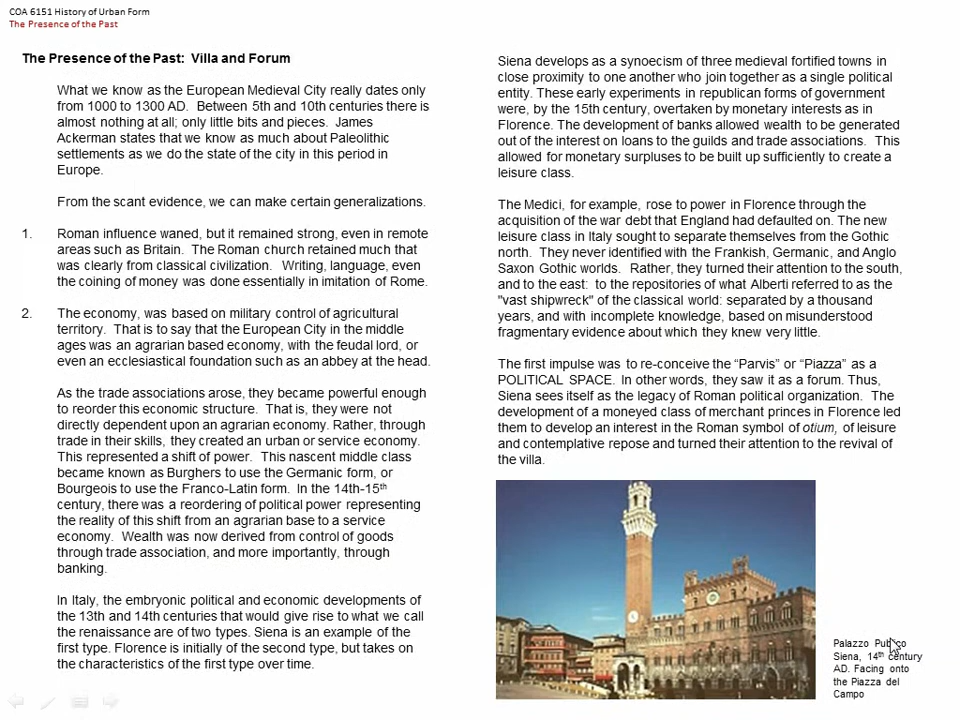 COA 6151 History of Urban Form
The Presence of the Past
The Presence of the Past: Villa and Forum
What we know as the European Medieval City really dates only
from 1000 to 1300 AD. Between 5th and 10th centuries there is
almost nothing at all; only little bits and pieces. James
Ackerman states that we know as much about Paleolithic
settlements as we do the state of the city in this period in
Europe.
From the scant evidence, we can make certain generalizations.
1. Roman influence waned, but it remained strong, even in remote
areas such as Britain. The Roman church retained much that
was clearly from classical civilization. Writing, language, even
the coining of money was done essentially in imitation of Rome.
2. The economy, was based on military control of agricultural
territory. That is to say that the European City in the middle
ages was an agrarian based economy, with the feudal lord, or
even an ecclesiastical foundation such as an abbey at the head.
As the trade associations arose, they became powerful enough
to reorder this economic structure. That is, they were not
directly dependent upon an agrarian economy. Rather, through
trade in their skills, they created an urban or service economy.
This represented a shift of power. This nascent middle class
became known as Burghers to use the Germanic form, or
Bourgeois to use the Franco-Latin form. In the 14th-15th
century, there was a reordering of political power representing
the reality of this shift from an agrarian base to a service
economy. Wealth was now derived from control of goods
through trade association, and more importantly, through
banking.
In Italy, the embryonic political and economic developments of
the 13th and 14th centuries that would give rise to what we call
the renaissance are of two types. Siena is an example of the
first type. Florence is initially of the second type, but takes on
the characteristics of the first type over time.
Siena develops as a synoecism of three medieval fortified towns in
close proximity to one another who join together as a single political
entity. These early experiments in republican forms of government
were, by the 15th century, overtaken by monetary interests as in
Florence. The development of banks allowed wealth to be generated
out of the interest on loans to the guilds and trade associations. This
allowed for monetary surpluses to be built up sufficiently to create a
leisure class.
The Medici, for example, rose to power in Florence through the
acquisition of the war debt that England had defaulted on. The new
leisure class in Italy sought to separate themselves from the Gothic
north. They never identified with the Frankish, Germanic, and Anglo
Saxon Gothic worlds. Rather, they turned their attention to the south,
and to the east: to the repositories of what Alberti referred to as the
"vast shipwreck" of the classical world: separated by a thousand
years, and with incomplete knowledge, based on misunderstood
fragmentary evidence about which they knew very little.
The first impulse was to re-conceive the “Parvis” or “Piazza” as a
POLITICAL SPACE. In other words, they saw it as a forum. Thus,
Siena sees itself as the legacy of Roman political organization. The
development of a moneyed class of merchant princes in Florence led
them to develop an interest in the Roman symbol of otium, of leisure
and contemplative repose and turned their attention to the revival of
the villa.
Palazzo Publico
Siena, 14th century
AD. Facing onto
the Piazza del
Campo